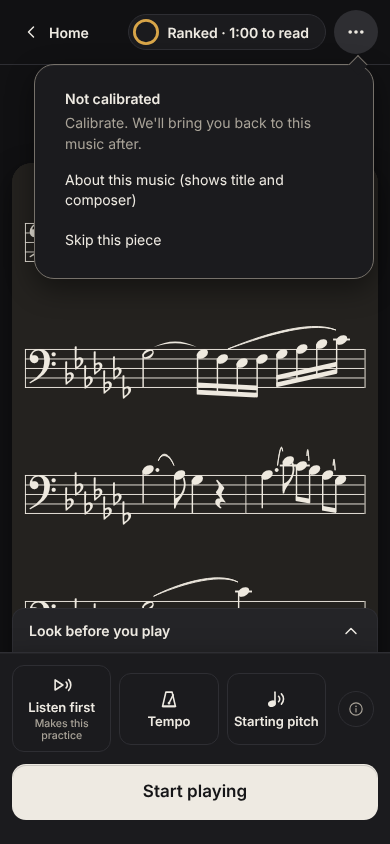 Home
Ranked · 1:00 to read
Not calibrated
Calibrate. We'll bring you back to this
music after.
About this music (shows title and
composer)
Skip this piece
Look before you play
Listen first
Makes this
practice
Tempo
Starting pitch
Start playing